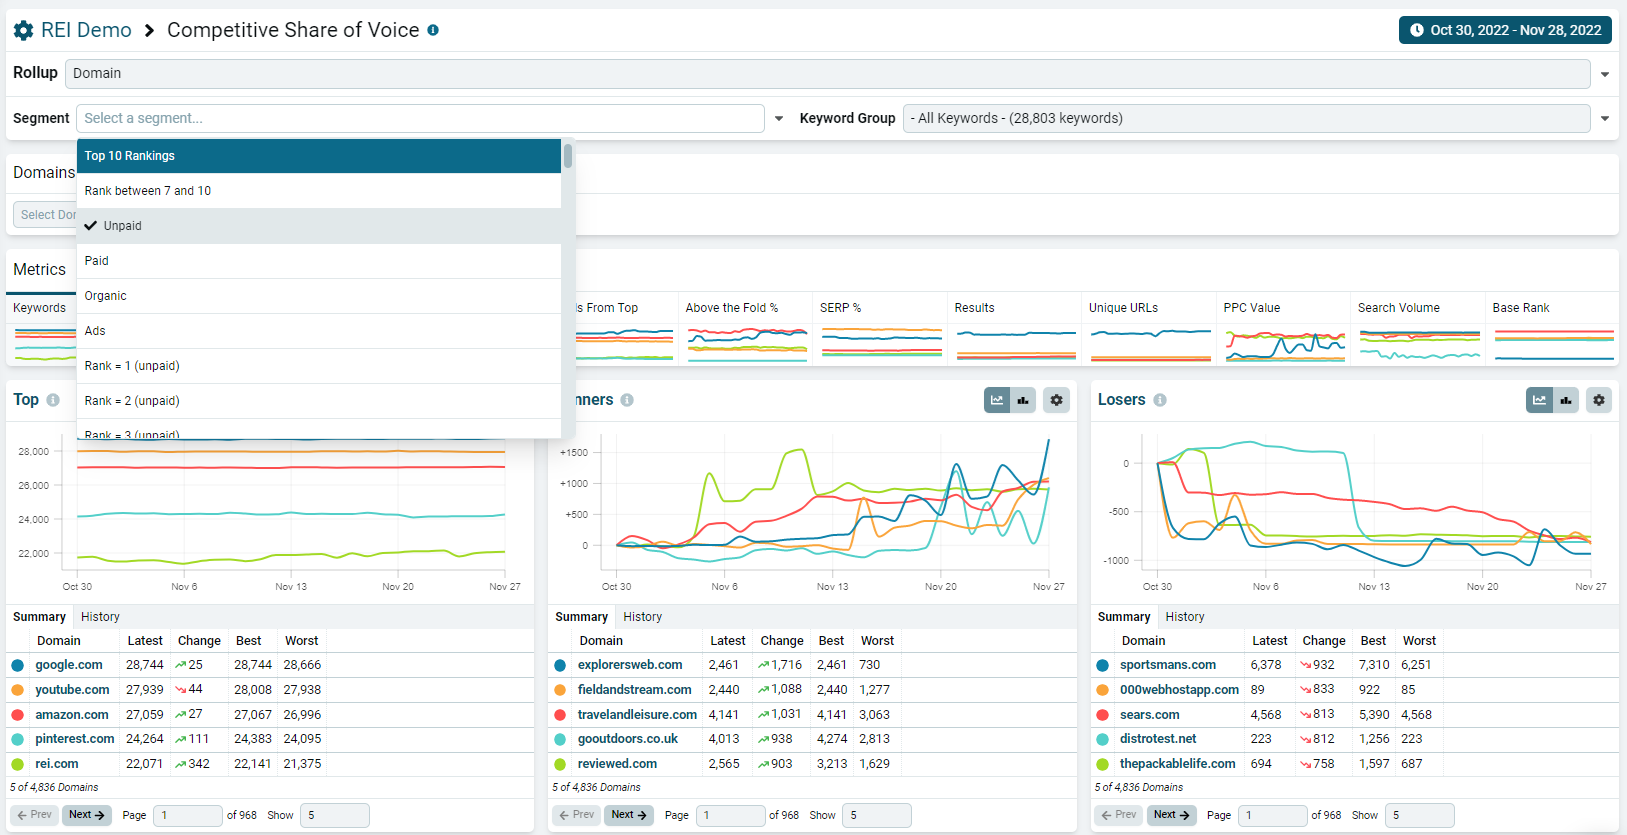 REI Demo > Competitive Share of Voice
Oct 30, 2022 - Nov 28, 2022
Rollup Domain
Segment Select a segment... Keyword Group - All Keywords - (28,803 keywords)
Top 10 Rankings
Rank between 7 and 10
Unpaid
Paid
Organic
Ads
Rank = 1 (unpaid)
Rank = 2 (unpaid)
Rank = 3 (unpaid)
Domains
Select Do
Metrics
Keywords s From Top Above the Fold % SERP % Results Unique URLs PPC Value Search Volume Base Rank
Top
28,000
26,000
24,000
22,000
Oct 30 Nov 6 Nov 13 Nov 20 Nov 27
Summary History
Domain Latest Change Best Worst
google.com 28,744 25 28,744 28,666
youtube.com 27,939 44 28,008 27,938
amazon.com 27,059 27 27,067 26,996
pinterest.com 24,264 111 24,383 24,095
rei.com 22,071 342 22,141 21,375
5 of 4,836 Domains
Prev Next Page 1 of 968 Show 5
nners
+1500
+1000
+500
0
Oct 30 Nov 6 Nov 13 Nov 20 Nov 27
Summary History
Domain Latest Change Best Worst
explorersweb.com 2,461 1,716 2,461 730
fieldandstream.com 2,440 1,088 2,440 1,277
travelandleisure.com 4,141 1,031 4,141 3,063
gooutdoors.co.uk 4,013 938 4,274 2,813
reviewed.com 2,565 903 3,213 1,629
5 of 4,836 Domains
Prev Next Page 1 of 968 Show 5
Losers
0
-500
-1000
Oct 30 Nov 6 Nov 13 Nov 20 Nov 27
Summary History
Domain Latest Change Best Worst
sportsmans.com 6,378 932 7,310 6,251
000webhostapp.com 89 833 922 85
sears.com 4,568 813 5,390 4,568
distrotest.net 223 812 1,256 223
thepackablelife.com 694 758 1,597 687
5 of 4,836 Domains
Prev Next Page 1 of 968 Show 5